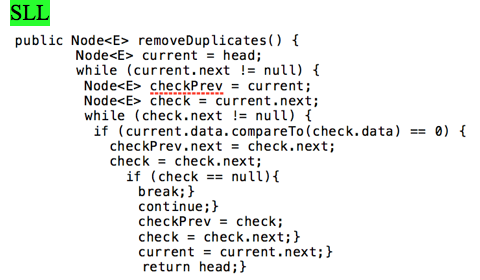 SLL
public Node<E> removeDuplicates() {
Node<E> current = head;
while (current.next != null) {
Node<E> checkPrev = current;
Node<E> check = current.next;
while (check.next != null) {
if (current.data.compareTo(check.data) == 0) {
checkPrev.next = check.next;
check = check.next;
if (check == null){
break;}
continue;}
checkPrev = check;
check = check.next;}
current = current.next;}
return head;}